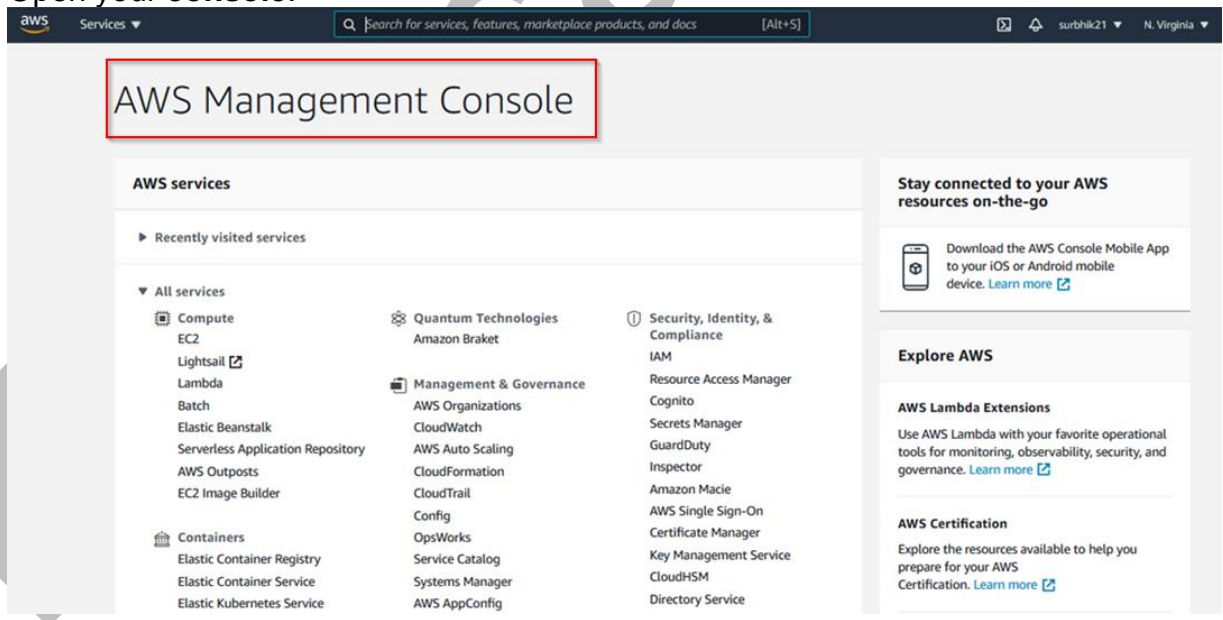 Open your console.
aws
Services
Search for services, features, marketplace products, and docs
[Alt+S]
surbhik21
N. Virginia
AWS Management Console
AWS services
Recently visited services
All services
Compute
EC2
Lightsail
Lambda
Batch
Elastic Beanstalk
Serverless Application Repository
AWS Outposts
EC2 Image Builder
Containers
Elastic Container Registry
Elastic Container Service
Elastic Kubernetes Service
Quantum Technologies
Amazon Braket
Management & Governance
AWS Organizations
CloudWatch
AWS Auto Scaling
CloudFormation
CloudTrail
Config
OpsWorks
Service Catalog
Systems Manager
AWS AppConfig
Security, Identity, &
Compliance
IAM
Resource Access Manager
Cognito
Secrets Manager
GuardDuty
Inspector
Amazon Macie
AWS Single Sign-On
Certificate Manager
Key Management Service
CloudHSM
Directory Service
Stay connected to your AWS
resources on-the-go
Download the AWS Console Mobile App
to your iOS or Android mobile
device. Learn more
Explore AWS
AWS Lambda Extensions
Use AWS Lambda with your favorite operational
tools for monitoring, observability, security, and
governance. Learn more
AWS Certification
Explore the resources available to help you
prepare for your AWS
Certification. Learn more